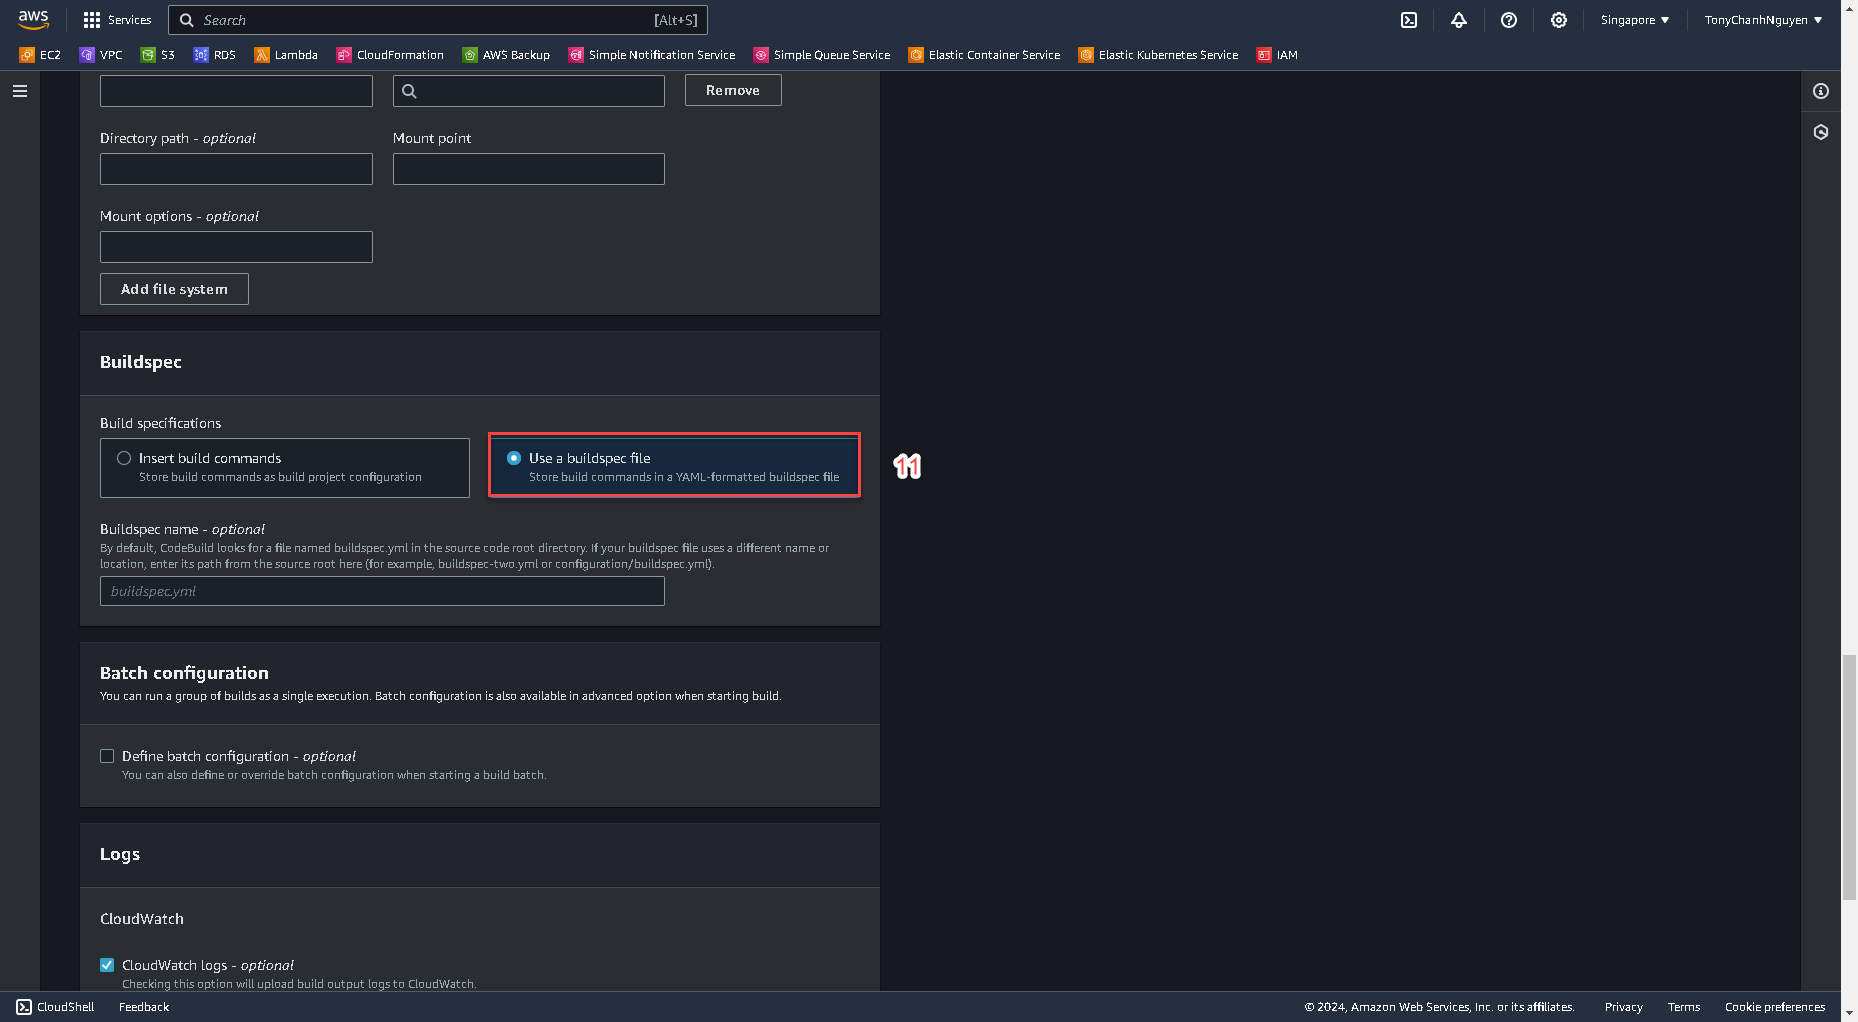 aws
Services
Search [Alt+S]
Singapore ▼
TonyChanhNguyen ▼
EC2 VPC S3 RDS Lambda CloudFormation AWS Backup Simple Notification Service Simple Queue Service Elastic Container Service Elastic Kubernetes Service IAM
Remove
Directory path - optional
Mount point
Mount options - optional
Add file system
Buildspec
Build specifications
Insert build commands
Store build commands as build project configuration
Use a buildspec file
Store build commands in a YAML-formatted buildspec file
11
Buildspec name - optional
By default, CodeBuild looks for a file named buildspec.yml in the source code root directory. If your buildspec file uses a different name or
location, enter its path from the source root here (for example, buildspec-two.yml or configuration/buildspec.yml).
buildspec.yml
Batch configuration
You can run a group of builds as a single execution. Batch configuration is also available in advanced option when starting build.
Define batch configuration - optional
You can also define or override batch configuration when starting a build batch.
Logs
CloudWatch
CloudWatch logs - optional
Checking this option will upload build output logs to CloudWatch.
CloudShell Feedback © 2024, Amazon Web Services, Inc. or its affiliates. Privacy Terms Cookie preferences